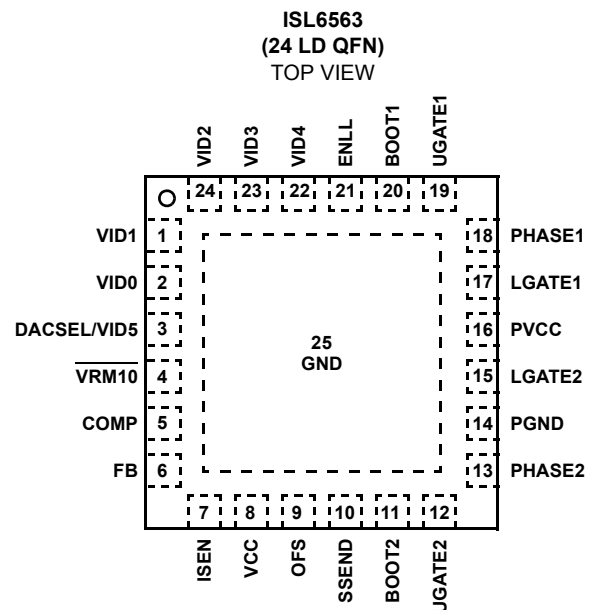 ISL6563
(24 LD QFN)
TOP VIEW
VID2
VID3
VID4
ENLL
BOOT1
UGATE1
24 23 22 21 20 19
VID1 1 18 PHASE1
VID0 2 17 LGATE1
DACSEL/VID5 3 16 PVCC
25
GND
VRM10 4 15 LGATE2
COMP 5 14 PGND
FB 6 13 PHASE2
7 8 9 10 11 12
ISEN
VCC
OFS
SSEND
BOOT2
UGATE2